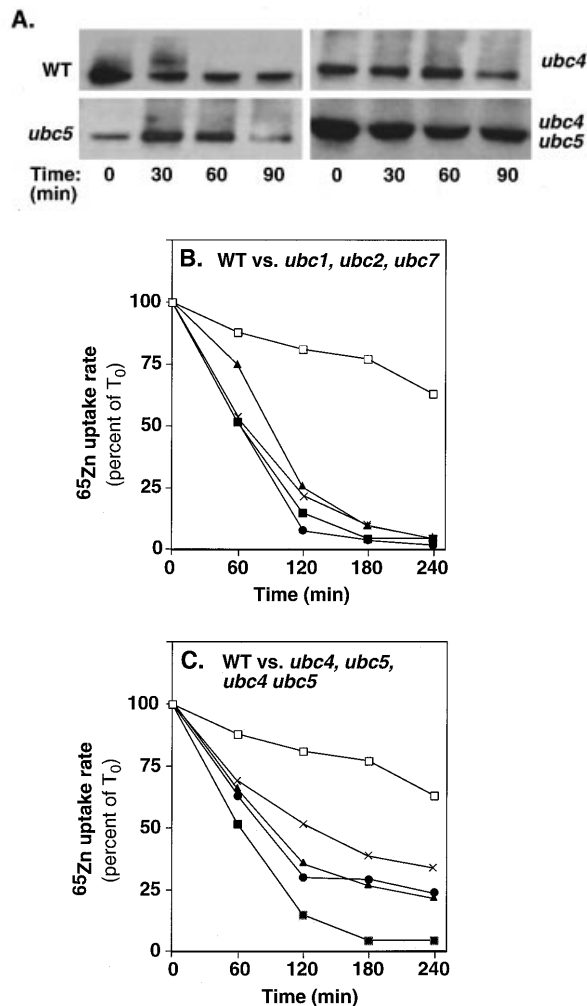 A.
WT
ubc4
ubc5
ubc4
ubc5
Time: 0 30 60 90 0 30 60 90
(min)
B. WT vs. ubc1, ubc2, ubc7
100
75
50
25
0
65Zn uptake rate
(percent of T0)
0 60 120 180 240
Time (min)
C. WT vs. ubc4, ubc5,
ubc4 ubc5
100
75
50
25
0
65Zn uptake rate
(percent of T0)
0 60 120 180 240
Time (min)